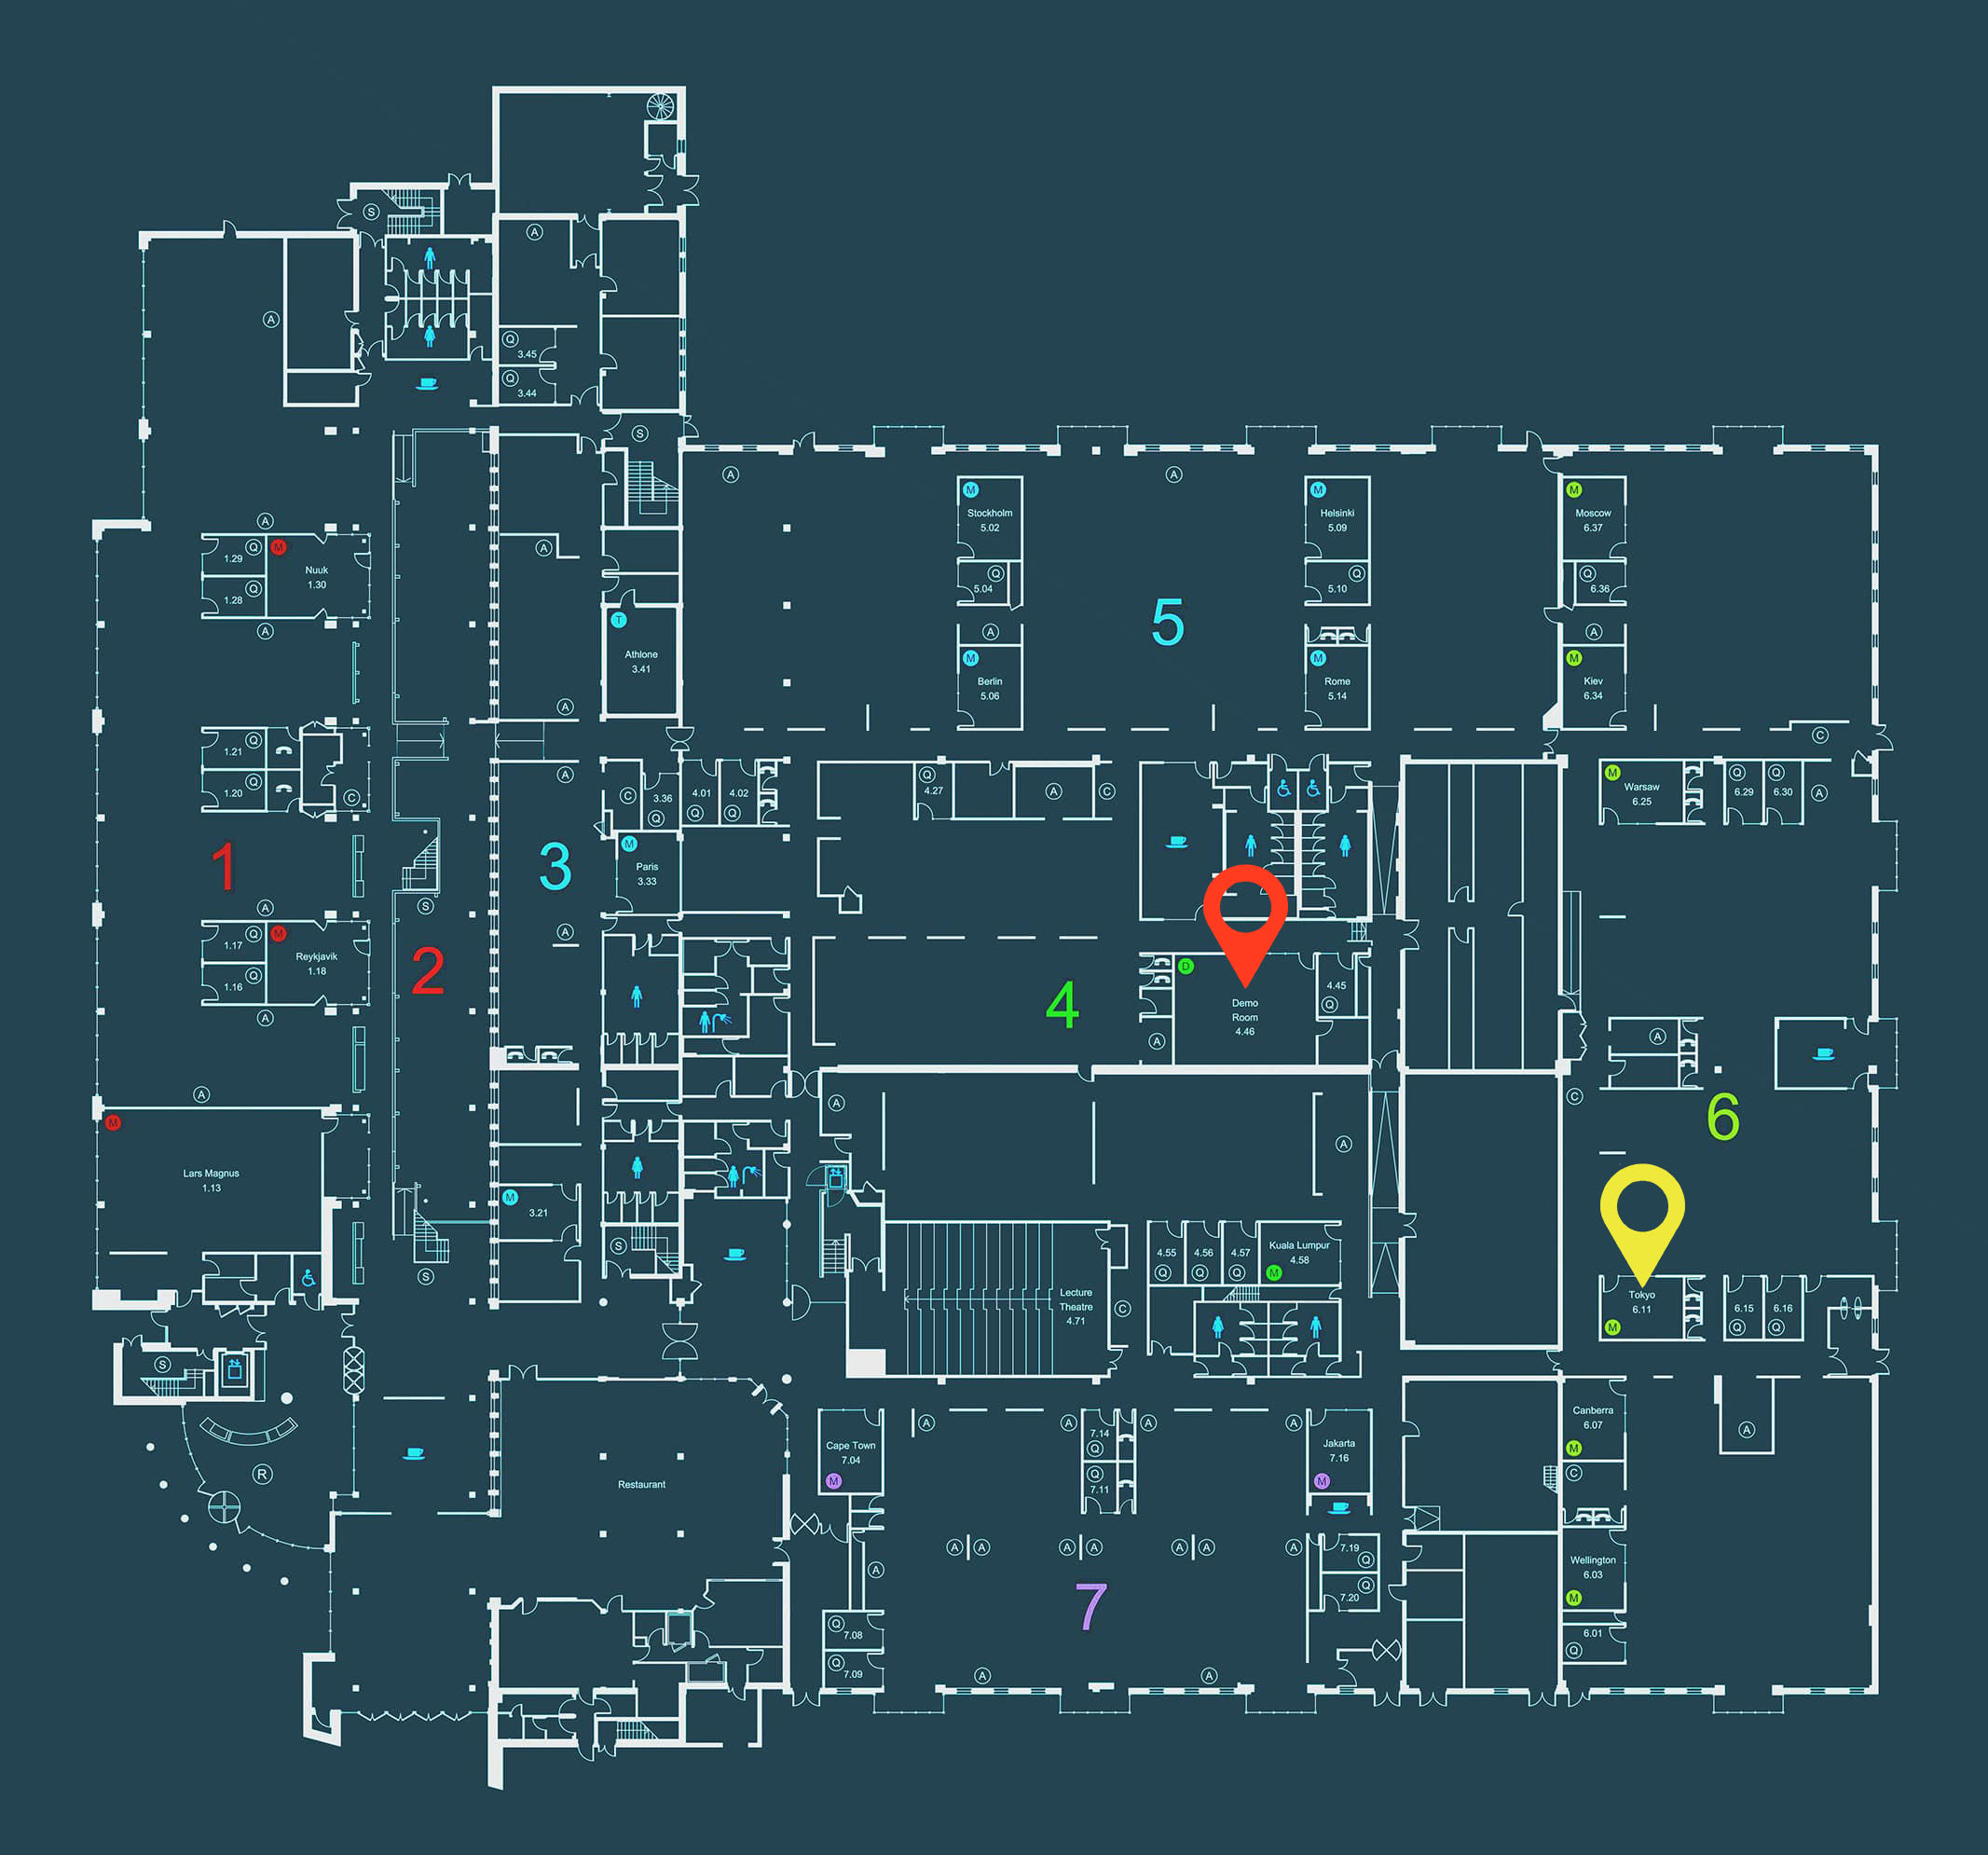 S
A
A
Q
3.45
Q
3.44
S
A
A
M
Stockholm
5.02
Q
5.04
A
M
Berlin
5.06
M
Helsinki
5.09
Q
5.10
M
Rome
5.14
5
M
Moscow
6.37
Q
6.36
A
M
Kiev
6.34
C
A
1.29
Q
1.28
Q
M
Nuuk
1.30
A
A
T
Athlone
3.41
A
1.21
Q
1.20
Q
C
1
A
C
3.36
Q
4.01
Q
4.02
Q
3
M
Paris
3.33
A
Q
4.27
A
C
M
Warsaw
6.25
Q
6.29
Q
6.30
A
A
1.17
Q
1.16
Q
M
Reykjavik
1.18
A
S
2
4
D
Demo
Room
4.46
4.45
Q
A
A
C
6
A
M
Lars Magnus
1.13
M
3.21
S
S
A
A
4.55
Q
4.56
Q
4.57
Q
Kuala Lumpur
4.58
M
Lecture
Theatre
4.71
C
Tokyo
6.11
M
6.15
Q
6.16
Q
S
R
Restaurant
Cape Town
7.04
M
A
A
7.14
Q
Q
7.11
A
A
Jakarta
7.16
M
Canberra
6.07
M
C
A
A
A
A
A
A
A
A
A
7.19
Q
Q
7.20
Wellington
6.03
M
7
Q
7.08
Q
7.09
A
A
6.01
Q